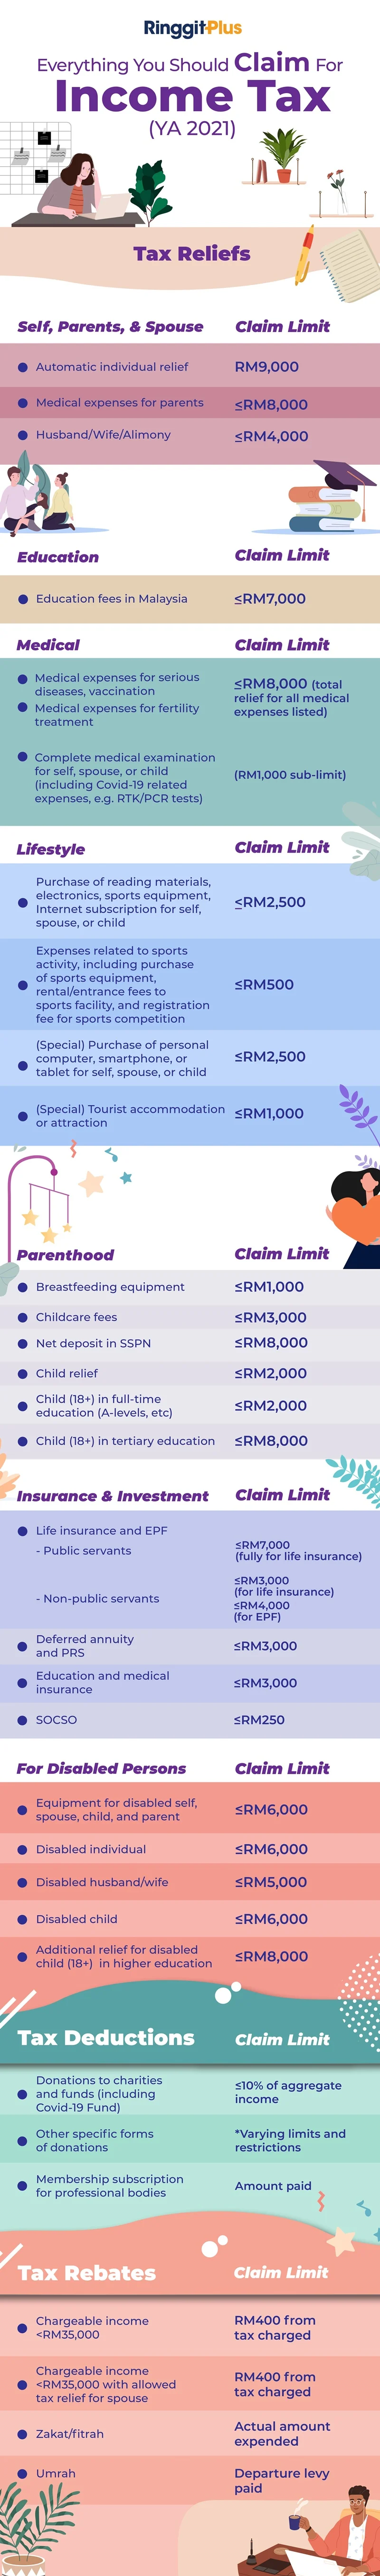 RinggitPlus
Everything You Should Claim For
Income Tax
(YA 2021)
Tax Reliefs
Self, Parents, & Spouse Claim Limit
Automatic individual relief RM9,000
Medical expenses for parents ≤RM8,000
Husband/Wife/Alimony ≤RM4,000
Education Claim Limit
Education fees in Malaysia ≤RM7,000
Medical Claim Limit
Medical expenses for serious
diseases, vaccination
Medical expenses for fertility
treatment
≤RM8,000 (total
relief for all medical
expenses listed)
Complete medical examination
for self, spouse, or child
(including Covid-19 related
expenses, e.g. RTK/PCR tests)
(RM1,000 sub-limit)
Lifestyle Claim Limit
Purchase of reading materials,
electronics, sports equipment,
Internet subscription for self,
spouse, or child
≤RM2,500
Expenses related to sports
activity, including purchase
of sports equipment,
rental/entrance fees to
sports facility, and registration
fee for sports competition
≤RM500
(Special) Purchase of personal
computer, smartphone, or
tablet for self, spouse, or child
≤RM2,500
(Special) Tourist accommodation
or attraction
≤RM1,000
Parenthood Claim Limit
Breastfeeding equipment ≤RM1,000
Childcare fees ≤RM3,000
Net deposit in SSPN ≤RM8,000
Child relief ≤RM2,000
Child (18+) in full-time
education (A-levels, etc)
≤RM2,000
Child (18+) in tertiary education ≤RM8,000
Insurance & Investment Claim Limit
Life insurance and EPF
- Public servants
≤RM7,000
(fully for life insurance)
- Non-public servants
≤RM3,000
(for life insurance)
≤RM4,000
(for EPF)
Deferred annuity
and PRS
≤RM3,000
Education and medical
insurance
≤RM3,000
SOCSO ≤RM250
For Disabled Persons Claim Limit
Equipment for disabled self,
spouse, child, and parent
≤RM6,000
Disabled individual ≤RM6,000
Disabled husband/wife ≤RM5,000
Disabled child ≤RM6,000
Additional relief for disabled
child (18+) in higher education
≤RM8,000
Tax Deductions Claim Limit
Donations to charities
and funds (including
Covid-19 Fund)
≤10% of aggregate
income
Other specific forms
of donations
*Varying limits and
restrictions
Membership subscription
for professional bodies
Amount paid
Tax Rebates Claim Limit
Chargeable income
<RM35,000
RM400 from
tax charged
Chargeable income
<RM35,000 with allowed
tax relief for spouse
RM400 from
tax charged
Zakat/fitrah
Actual amount
expended
Umrah
Departure levy
paid